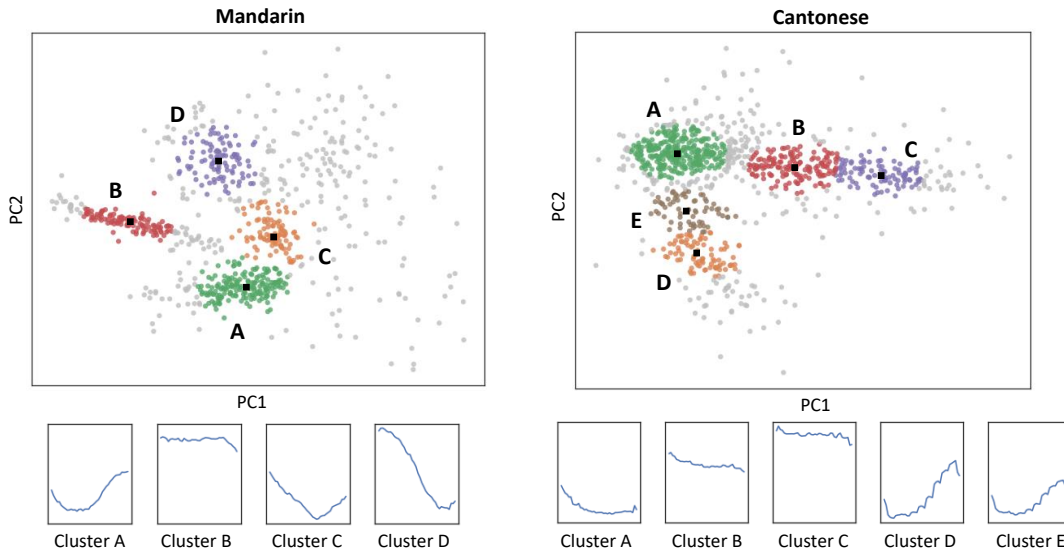 Mandarin
D
B
C
A
PC2
PC1
Cluster A
Cluster B
Cluster C
Cluster D
Cantonese
A
B
C
E
D
PC2
PC1
Cluster A
Cluster B
Cluster C
Cluster D
Cluster E